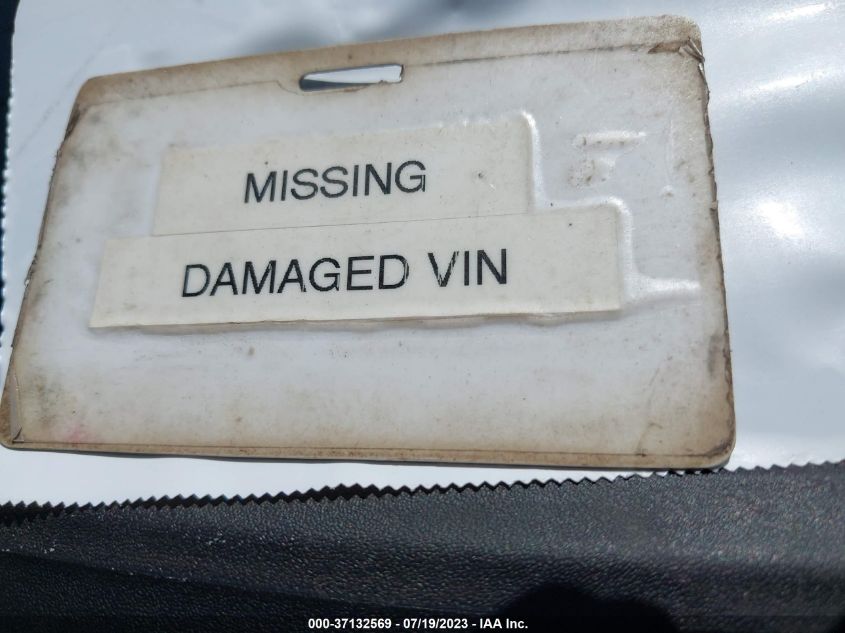 MISSING
DAMAGED VIN
000-37132569 - 07/19/2023 - IAA Inc.